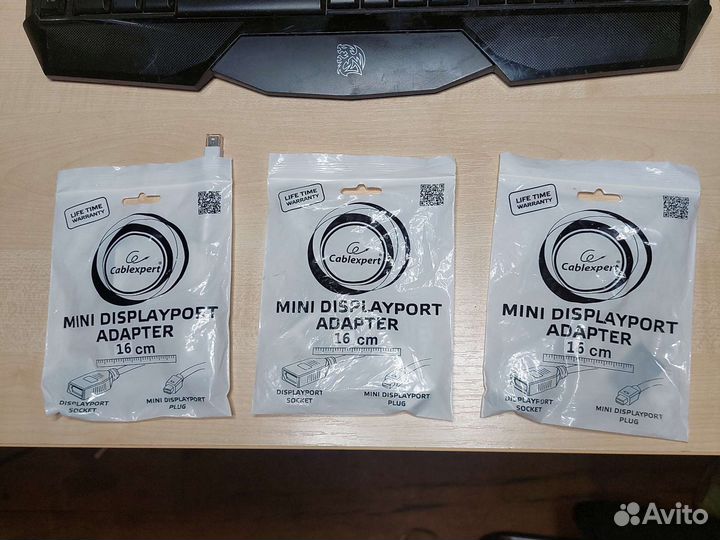 LIFE TIME
WARRANTY
Cablexpert
MINI DISPLAYPORT
ADAPTER
16 cm
DISPLAYPORT
SOCKET
MINI DISPLAYPORT
PLUG
LIFE TIME
WARRANTY
Cablexpert
MINI DISPLAYPORT
ADAPTER
16 cm
DISPLAYPORT
SOCKET
MINI DISPLAYPORT
PLUG
LIFE TIME
WARRANTY
Cablexpert
MINI DISPLAYPORT
ADAPTER
16 cm
DISPLAYPORT
SOCKET
MINI DISPLAYPORT
PLUG
Avito